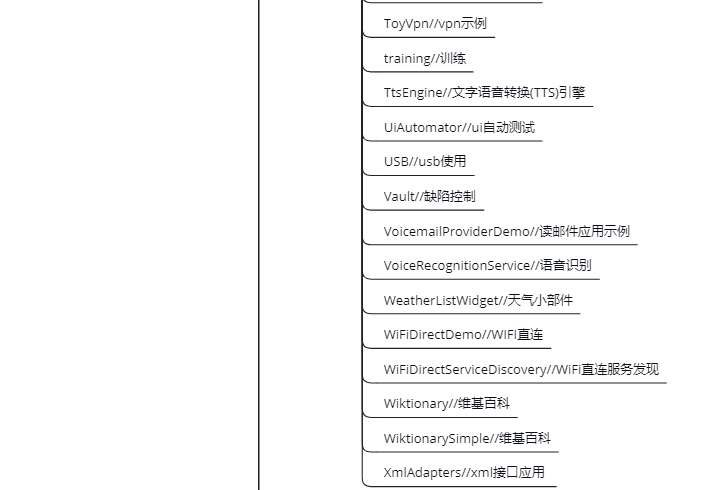 ToyVpn//vpn示例
training//训练
TtsEngine//文字语音转换(TTS)引擎
UiAutomator//ui自动测试
USB//usb使用
Vault//缺陷控制
VoicemailProviderDemo//读邮件应用示例
VoiceRecognitionService//语音识别
WeatherListWidget//天气小部件
WiFiDirectDemo//WIFI直连
WiFiDirectServiceDiscovery//WiFi直连服务发现
Wiktionary//维基百科
WiktionarySimple//维基百科
XmlAdapters//xml接口应用